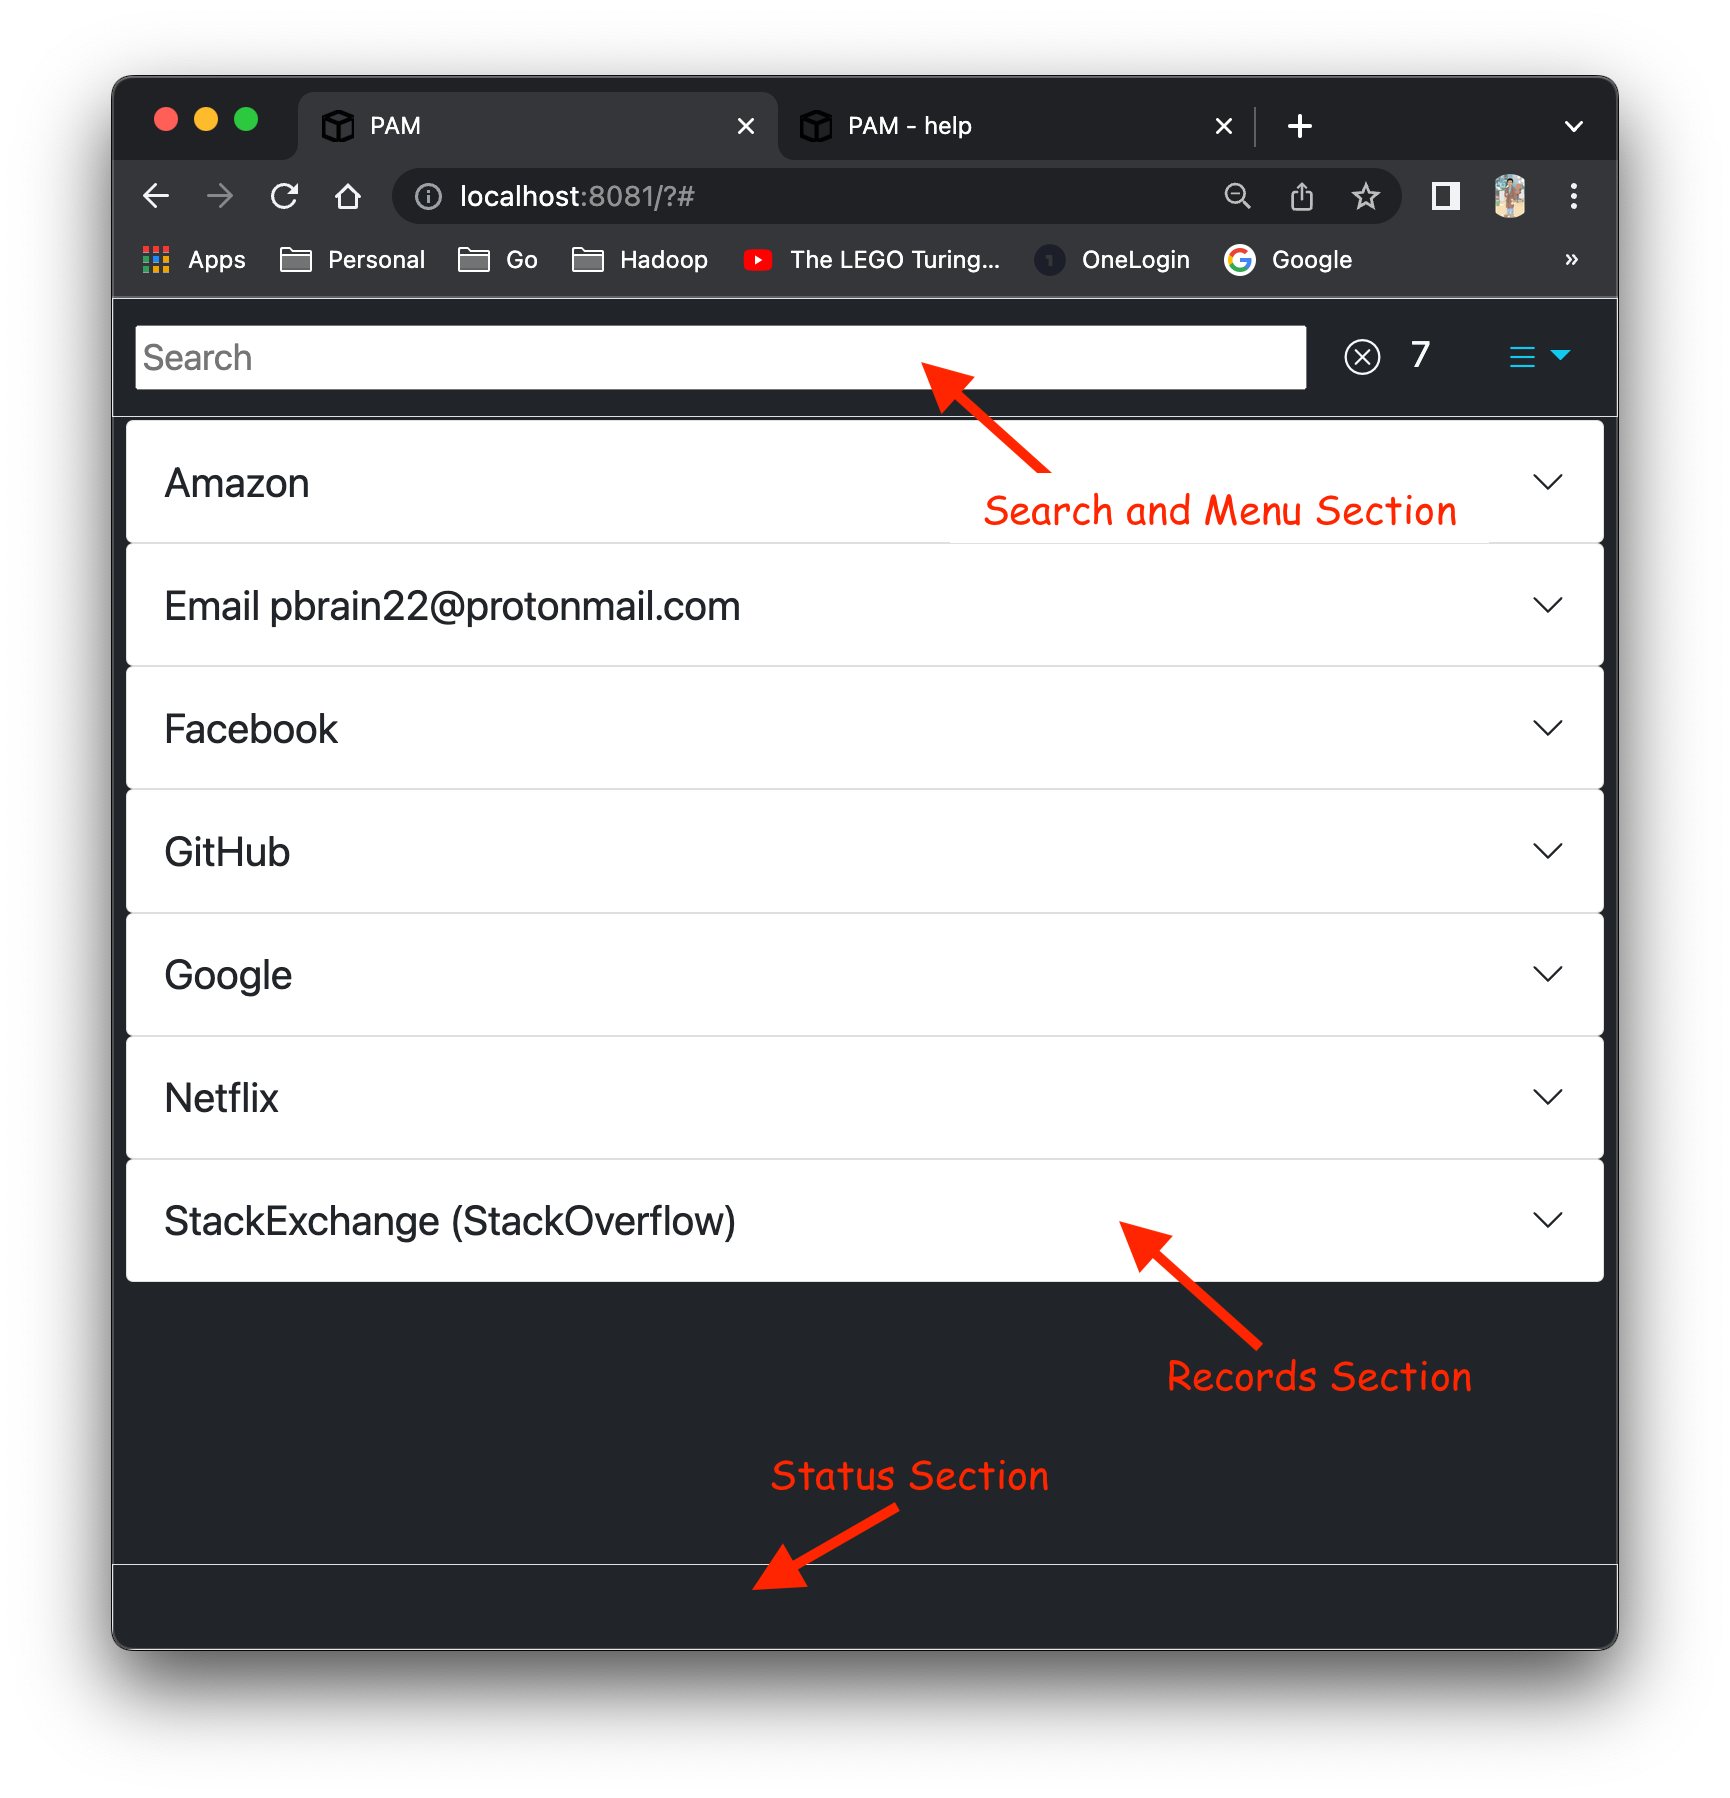 PAM
PAM - help
localhost:8081/?#
Apps Personal Go Hadoop The LEGO Turing... OneLogin Google »
Search 7
Amazon
Search and Menu Section
Email pbrain22@protonmail.com
Facebook
GitHub
Google
Netflix
StackExchange (StackOverflow)
Records Section
Status Section